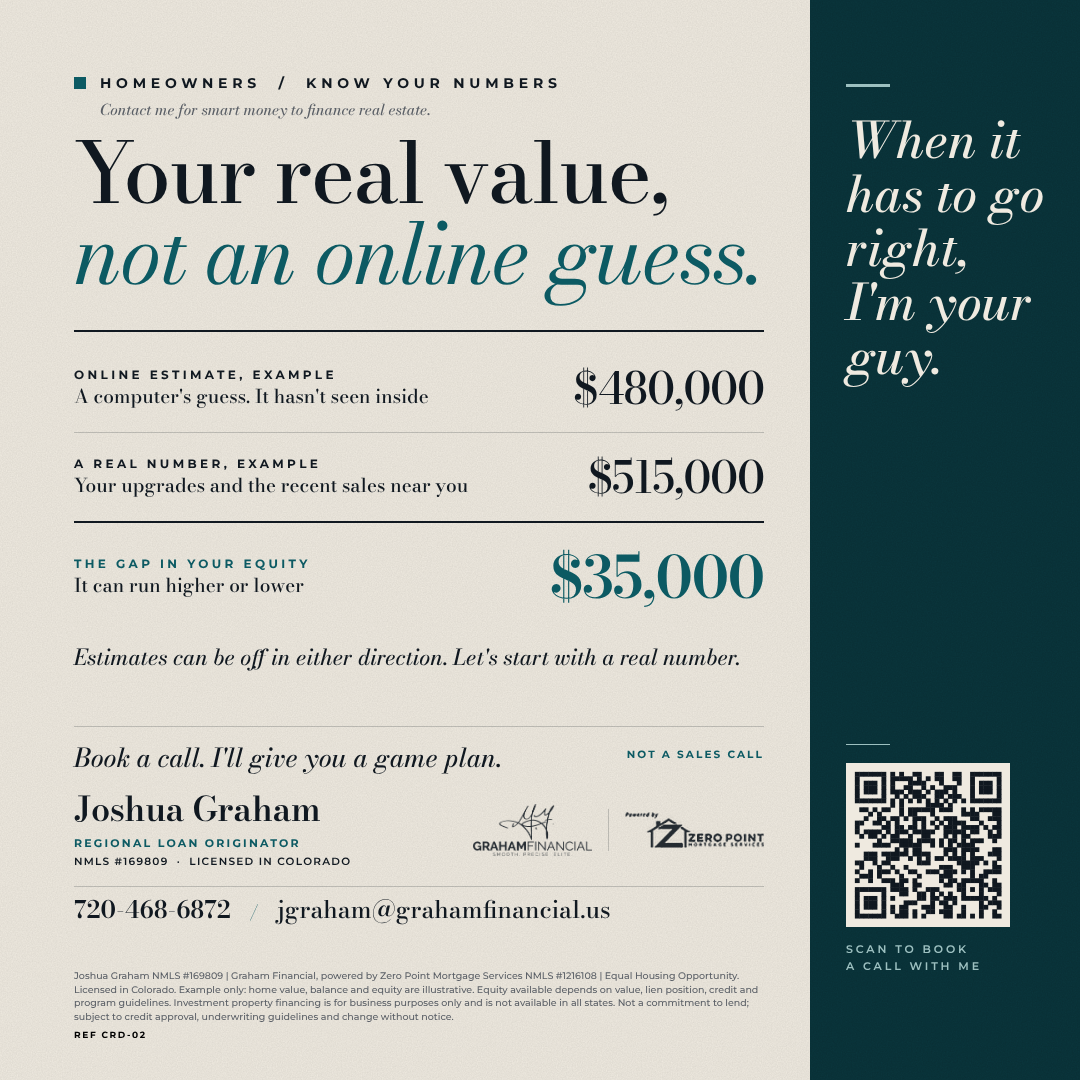 HOMEOWNERS / KNOW YOUR NUMBERS
Contact me for smart money to finance real estate.
Your real value,
not an online guess.
ONLINE ESTIMATE, EXAMPLE
A computer's guess. It hasn't seen inside
$480,000
A REAL NUMBER, EXAMPLE
Your upgrades and the recent sales near you
$515,000
THE GAP IN YOUR EQUITY
It can run higher or lower
$35,000
Estimates can be off in either direction. Let's start with a real number.
Book a call. I'll give you a game plan.
NOT A SALES CALL
Joshua Graham
REGIONAL LOAN ORIGINATOR
NMLS #169809 · LICENSED IN COLORADO
GRAHAMFINANCIAL
SMOOTH. PRECISE. ELITE.
Powered by
ZERO POINT
MORTGAGE SERVICES
720-468-6872 / jgraham@grahamfinancial.us
Joshua Graham NMLS #169809 | Graham Financial, powered by Zero Point Mortgage Services NMLS #1216108 | Equal Housing Opportunity.
Licensed in Colorado. Example only: home value, balance and equity are illustrative. Equity available depends on value, lien position, credit and
program guidelines. Investment property financing is for business purposes only and is not available in all states. Not a commitment to lend;
subject to credit approval, underwriting guidelines and change without notice.
REF CRD-02
When it
has to go
right,
I'm your
guy.
SCAN TO BOOK
A CALL WITH ME